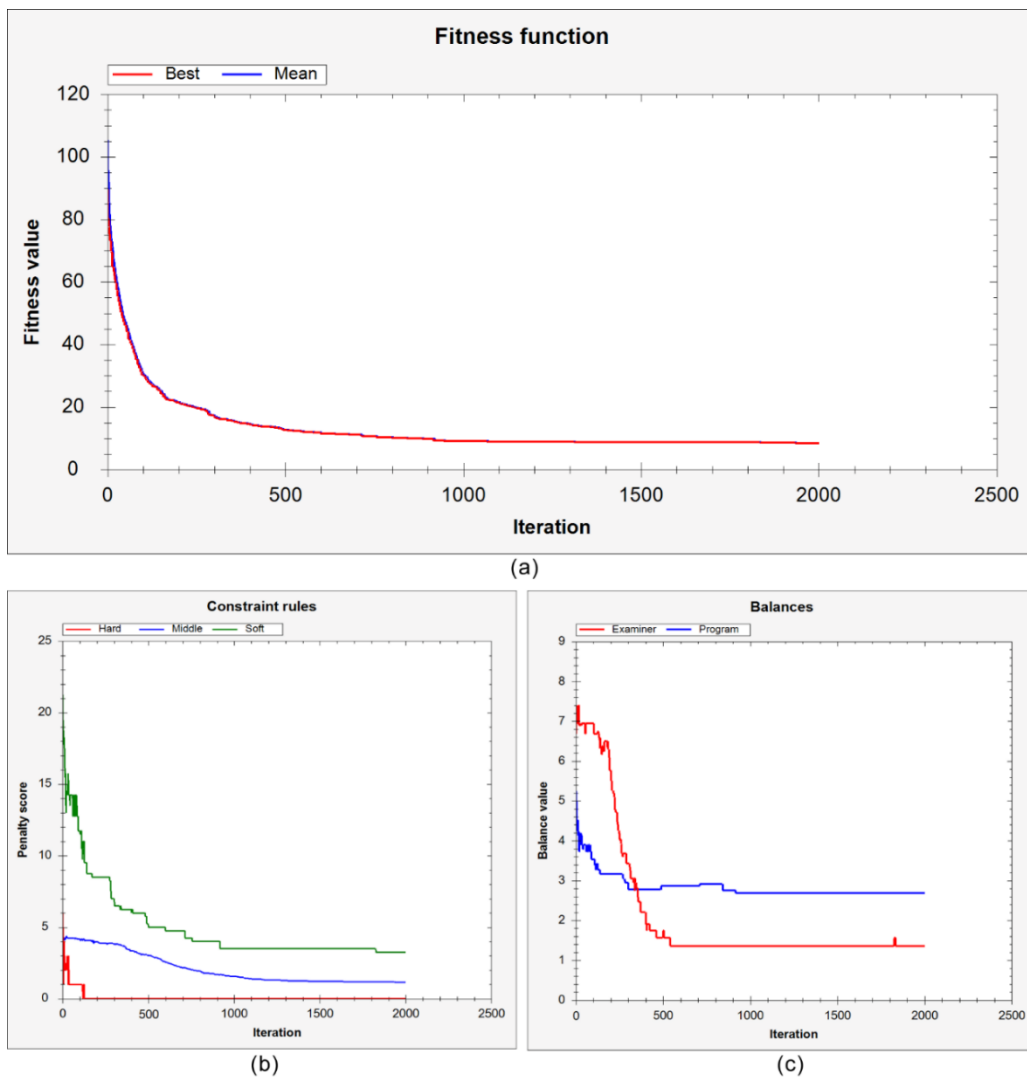 Fitness function
Best Mean
120
100
80
60
40
20
0
Fitness value
0 500 1000 1500 2000 2500
Iteration
(a)
Constraint rules
Hard Middle Soft
25
20
15
10
5
0
Penalty score
0 500 1000 1500 2000 2500
Iteration
(b)
Balances
Examiner Program
9
8
7
6
5
4
3
2
1
0
Balance value
0 500 1000 1500 2000 2500
Iteration
(c)